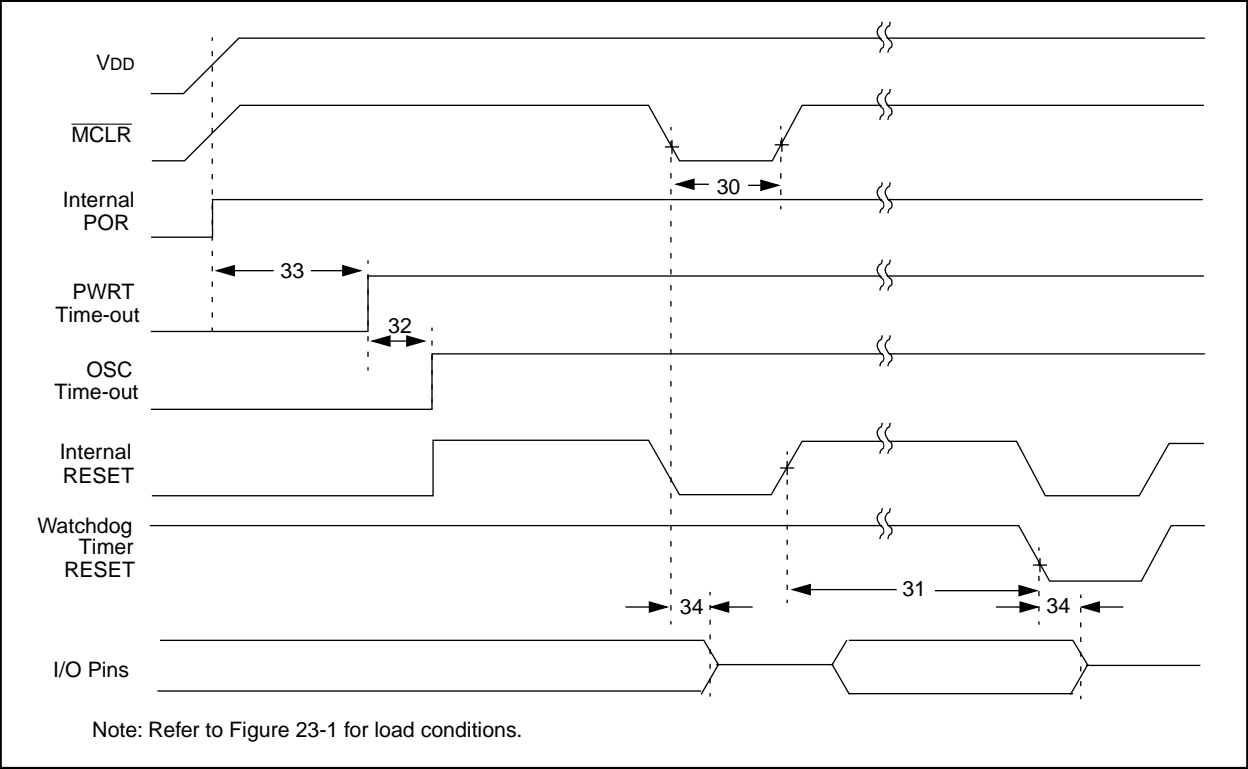 VDD
MCLR
30
Internal
POR
33
PWRT
Time-out
32
OSC
Time-out
Internal
RESET
Watchdog
Timer
RESET
31
34
34
I/O Pins
Note: Refer to Figure 23-1 for load conditions.